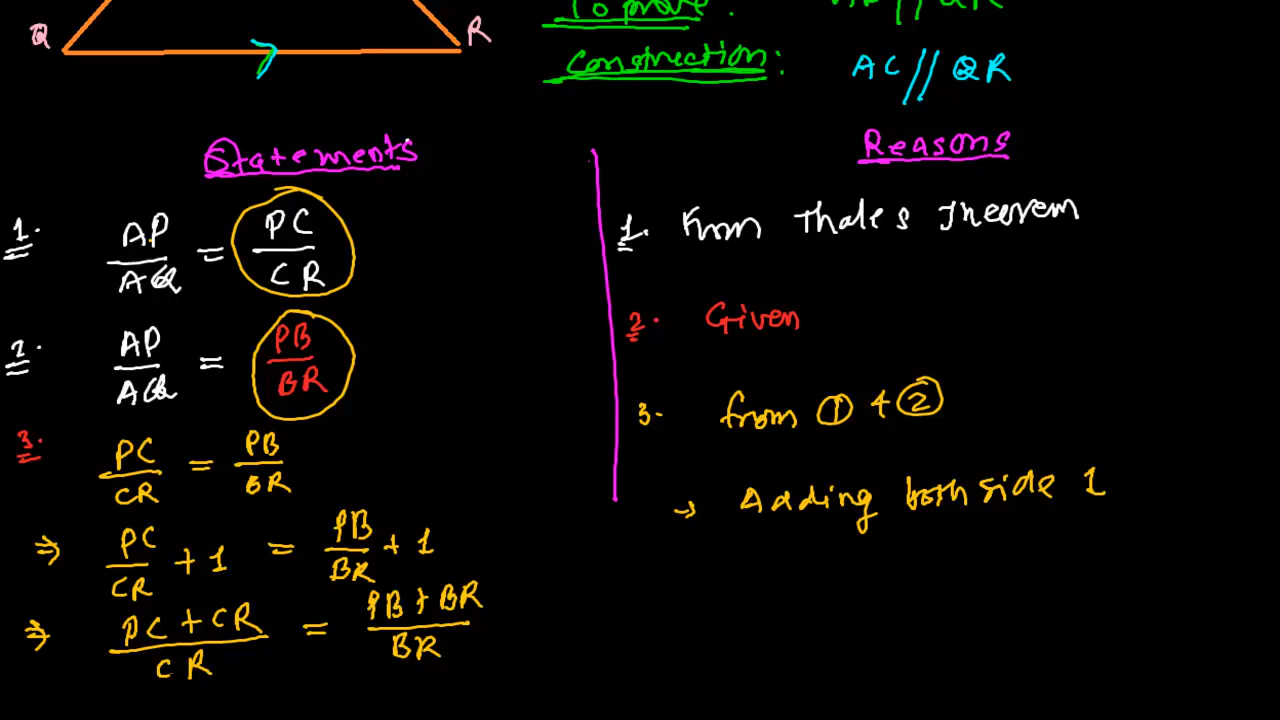 To prove:
Q R
Construction: AC // QR
Statements
Reasons
1. AP/AQ = PC/CR
1. From Thales Theorem
2. AP/AQ = PB/BR
2. Given
3. PC/CR = PB/BR
3. from ① & ②
⇒ PC/CR + 1 = PB/BR + 1
→ Adding both side 1
⇒ PC + CR/CR = PB + BR/BR